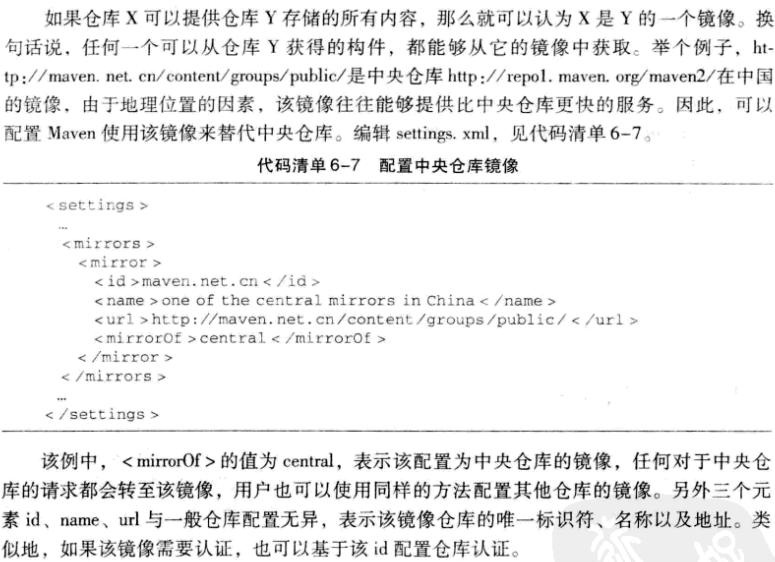 如果仓库 X 可以提供仓库 Y 存储的所有内容，那么就可以认为 X 是 Y 的一个镜像。换
句话说，任何一个可以从仓库 Y 获得的构件，都能够从它的镜像中获取。举个例子，ht-
tp://maven. net. cn/content/groups/public/是中央仓库 http://repo1. maven. org/maven2/在中国
的镜像，由于地理位置的因素，该镜像往往能够提供比中央仓库更快的服务。因此，可以
配置 Maven 使用该镜像来替代中央仓库。编辑 settings. xml，见代码清单 6-7。
代码清单 6-7 配置中央仓库镜像
<settings>
…
<mirrors>
<mirror>
<id>maven.net.cn</id>
<name>one of the central mirrors in China</name>
<url>http://maven.net.cn/content/groups/public/</url>
<mirrorOf>central</mirrorOf>
</mirror>
</mirrors>
…
</settings>
该例中，<mirrorOf>的值为 central，表示该配置为中央仓库的镜像，任何对于中央仓
库的请求都会转至该镜像，用户也可以使用同样的方法配置其他仓库的镜像。另外三个元
素 id、name、url 与一般仓库配置无异，表示该镜像仓库的唯一标识符、名称以及地址。类
似地，如果该镜像需要认证，也可以基于该 id 配置仓库认证。